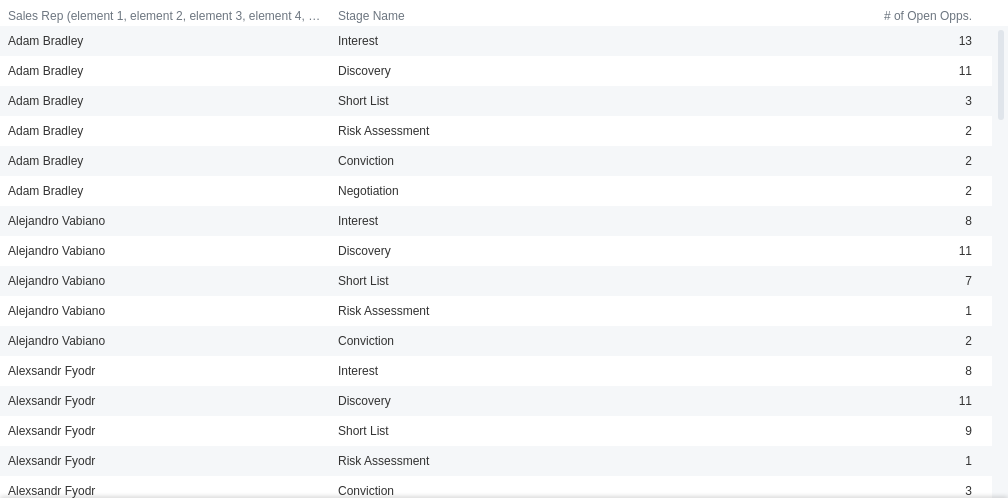 Sales Rep (element 1, element 2, element 3, element 4, … Stage Name # of Open Opps.
Adam Bradley Interest 13
Adam Bradley Discovery 11
Adam Bradley Short List 3
Adam Bradley Risk Assessment 2
Adam Bradley Conviction 2
Adam Bradley Negotiation 2
Alejandro Vabiano Interest 8
Alejandro Vabiano Discovery 11
Alejandro Vabiano Short List 7
Alejandro Vabiano Risk Assessment 1
Alejandro Vabiano Conviction 2
Alexsandr Fyodr Interest 8
Alexsandr Fyodr Discovery 11
Alexsandr Fyodr Short List 9
Alexsandr Fyodr Risk Assessment 1
Alexsandr Fyodr Conviction 3